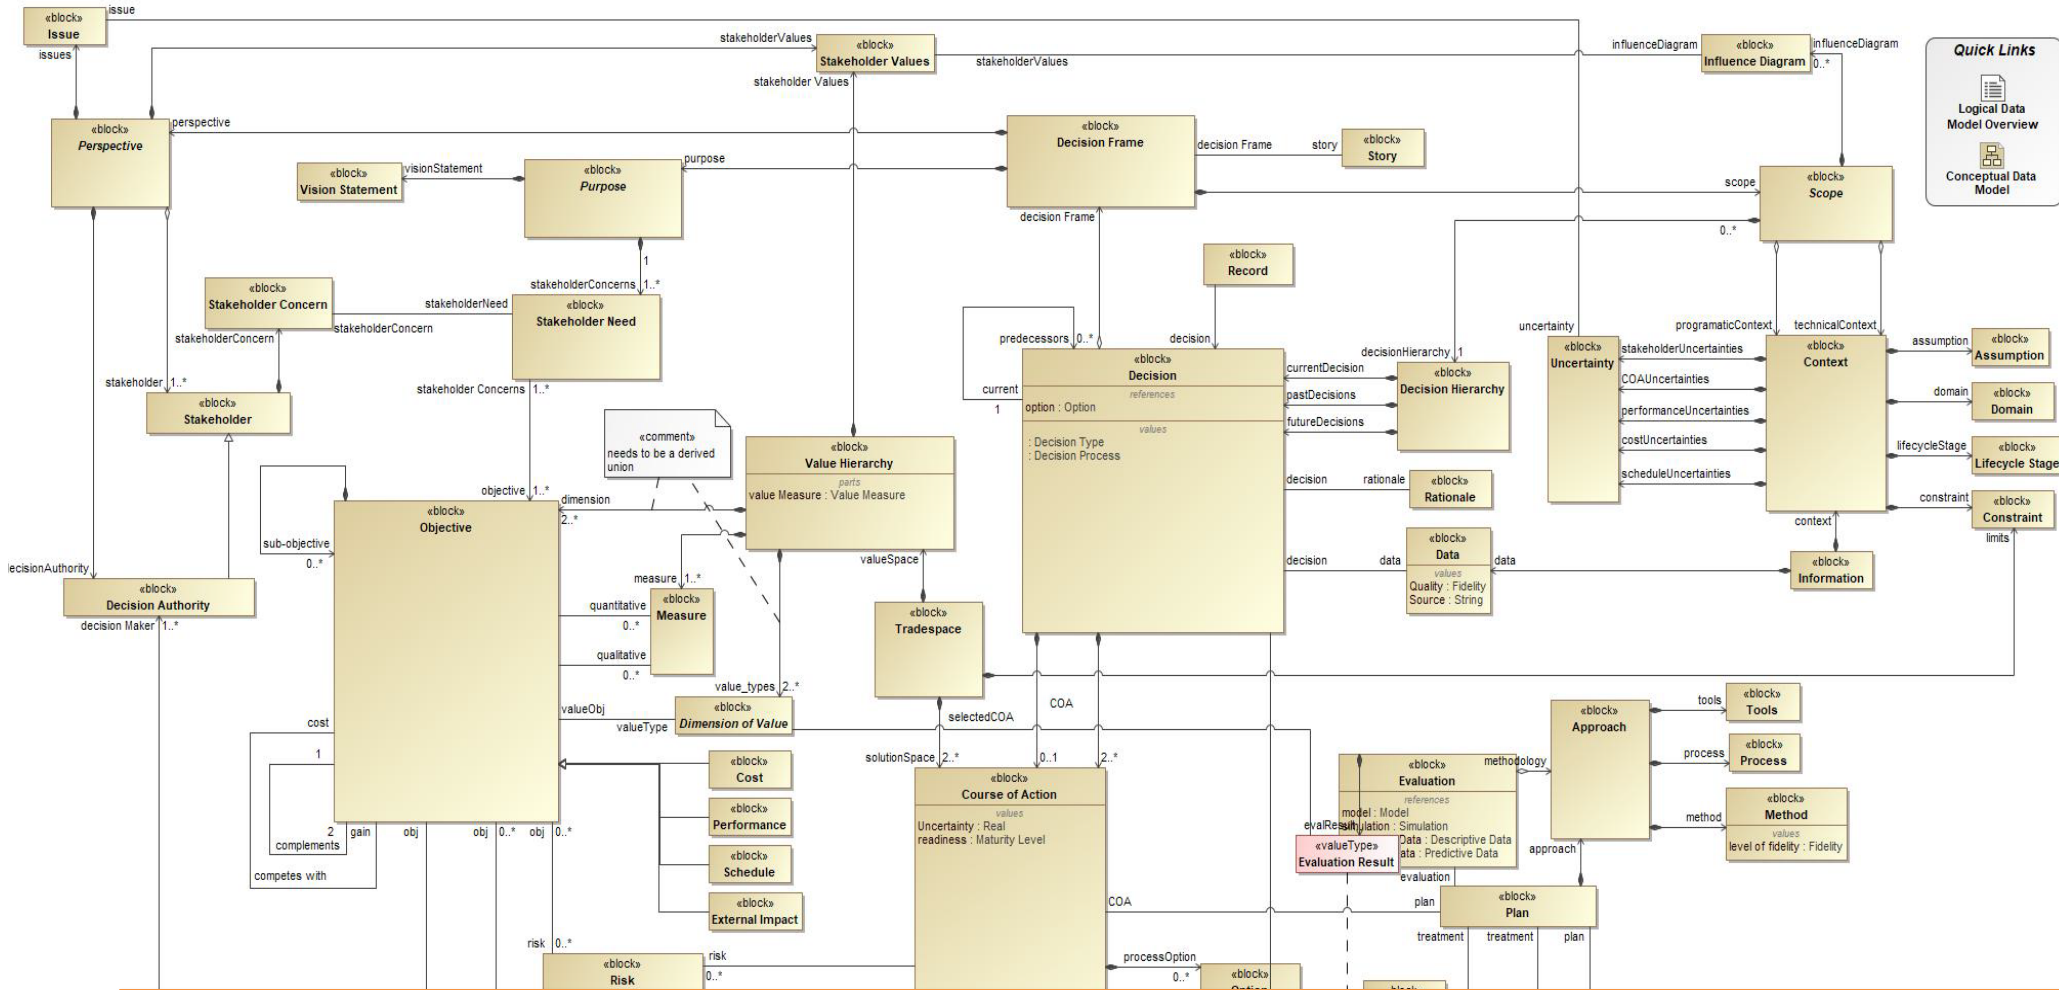 «block»
Issue
issue
issues
stakeholderValues
«block»
Stakeholder Values
stakeholderValues
stakeholder Values
influenceDiagram
«block»
Influence Diagram
influenceDiagram
0..*
Quick Links
Logical Data
Model Overview
Conceptual Data
Model
«block»
Perspective
perspective
«block»
Vision Statement
visionStatement
«block»
Purpose
purpose
«block»
Decision Frame
decision Frame
story
«block»
Story
decision Frame
scope
«block»
Scope
0..*
1
stakeholderConcerns
1..*
«block»
Record
«block»
Stakeholder Concern
stakeholderNeed
stakeholderConcern
stakeholderConcern
«block»
Stakeholder Need
stakeholder Concerns
1..*
stakeholder
1..*
«block»
Stakeholder
predecessors
0..*
current
1
decision
«block»
Decision
references
option : Option
values
: Decision Type
: Decision Process
decisionHierarchy
1
currentDecision
pastDecisions
futureDecisions
«block»
Decision Hierarchy
uncertainty
«block»
Uncertainty
programaticContext
technicalContext
stakeholderUncertainties
COAUncertainties
performanceUncertainties
costUncertainties
scheduleUncertainties
«block»
Context
assumption
«block»
Assumption
domain
«block»
Domain
lifecycleStage
«block»
Lifecycle Stage
constraint
«block»
Constraint
limits
context
«block»
Information
«comment»
needs to be a derived
union
«block»
Value Hierarchy
parts
value Measure : Value Measure
decision
rationale
«block»
Rationale
decision
data
«block»
Data
values
Quality : Fidelity
Source : String
data
objective
1..*
dimension
2..*
«block»
Objective
sub-objective
0..*
ecisionAuthority
«block»
Decision Authority
decision Maker
1..*
measure
1..*
quantitative
0..*
qualitative
0..*
«block»
Measure
valueSpace
«block»
Tradespace
value_types
2..*
valueObj
valueType
«block»
Dimension of Value
selectedCOA
COA
solutionSpace
2..*
0..1
2..*
cost
1
2
gain
complements
competes with
obj
obj
0..*
obj
0..*
«block»
Cost
«block»
Performance
«block»
Schedule
«block»
External Impact
«block»
Course of Action
values
Uncertainty : Real
readiness : Maturity Level
«block»
Evaluation
references
model : Model
: Simulation
Data : Descriptive Data
ata : Predictive Data
methodology
«valueType»
Evaluation Result
evaluation
«block»
Approach
tools
«block»
Tools
process
«block»
Process
method
«block»
Method
values
level of fidelity : Fidelity
approach
COA
plan
«block»
Plan
treatment
treatment
plan
risk
0..*
«block»
Risk
risk
0..*
processOption
0..*
«block»
«block»